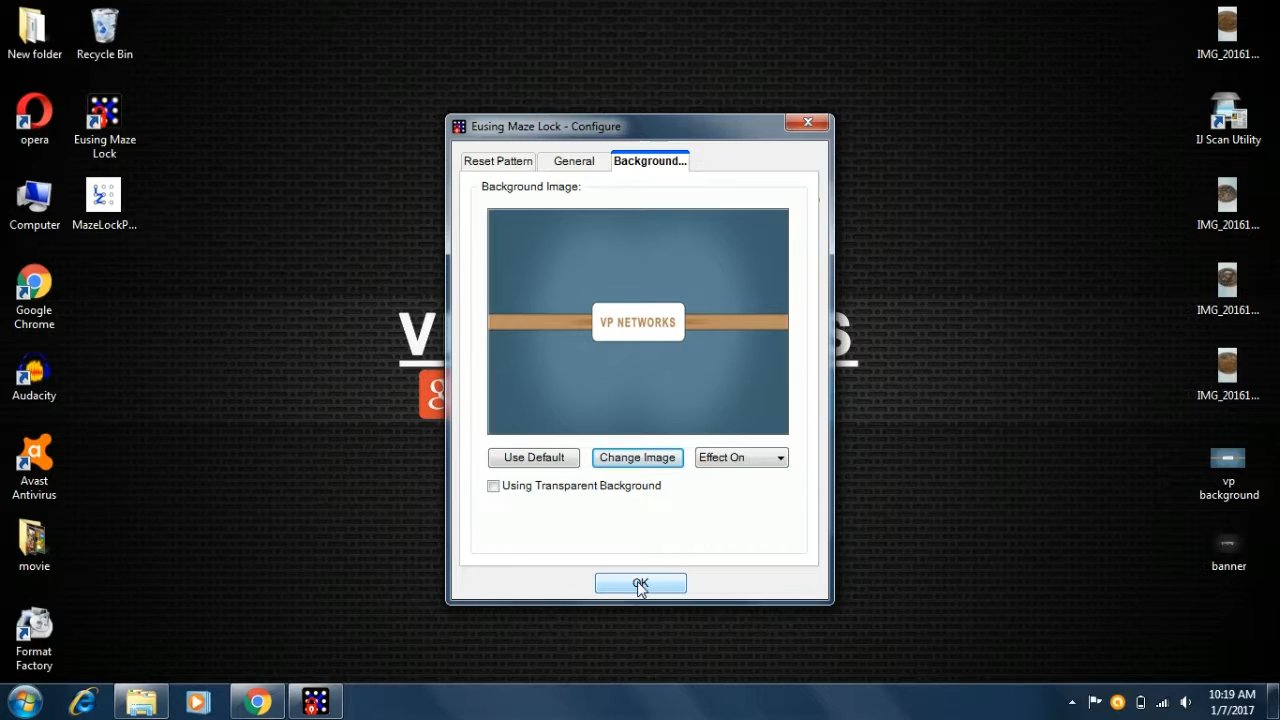 New folder
Recycle Bin
opera
Eusing Maze
Lock
Computer
MazeLockP...
Google
Chrome
Audacity
Avast
Antivirus
movie
Format
Factory
Eusing Maze Lock - Configure
Reset Pattern
General
Background...
Background Image:
VP NETWORKS
Use Default
Change Image
Effect On
Using Transparent Background
OK
V
S
g
IMG_20161...
IJ Scan Utility
IMG_20161...
IMG_20161...
IMG_20161...
vp
background
banner
10:19 AM
1/7/2017